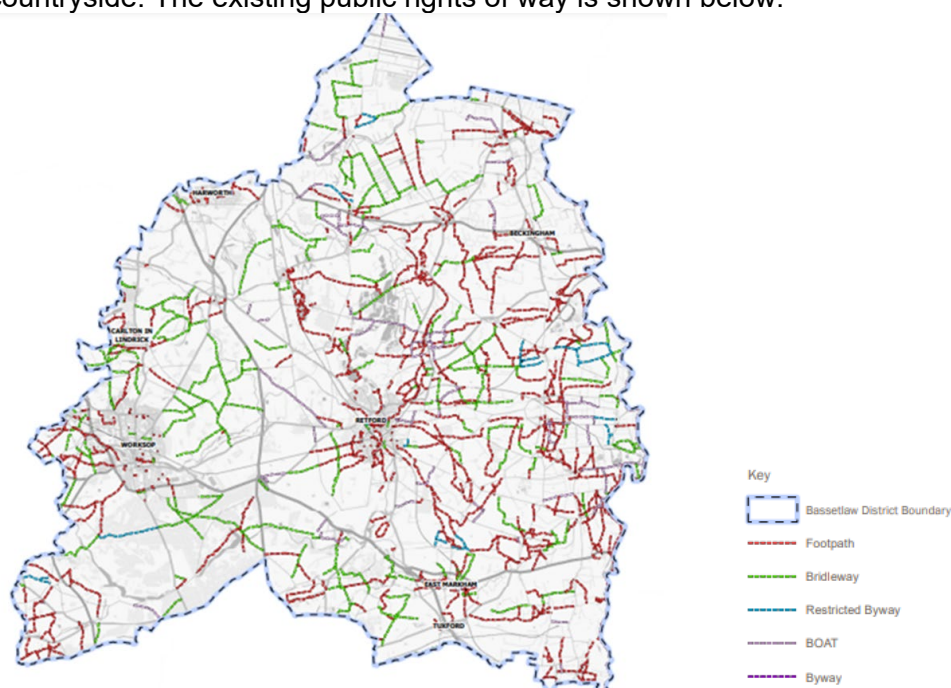 countryside. The existing public rights of way is shown below:
HARWORTH
BECKINGHAM
CARLTON IN
LINDRICK
RETFORD
WORKSOP
EAST MARKHAM
TUXFORD
Key
Bassetlaw District Boundary
Footpath
Bridleway
Restricted Byway
BOAT
Byway